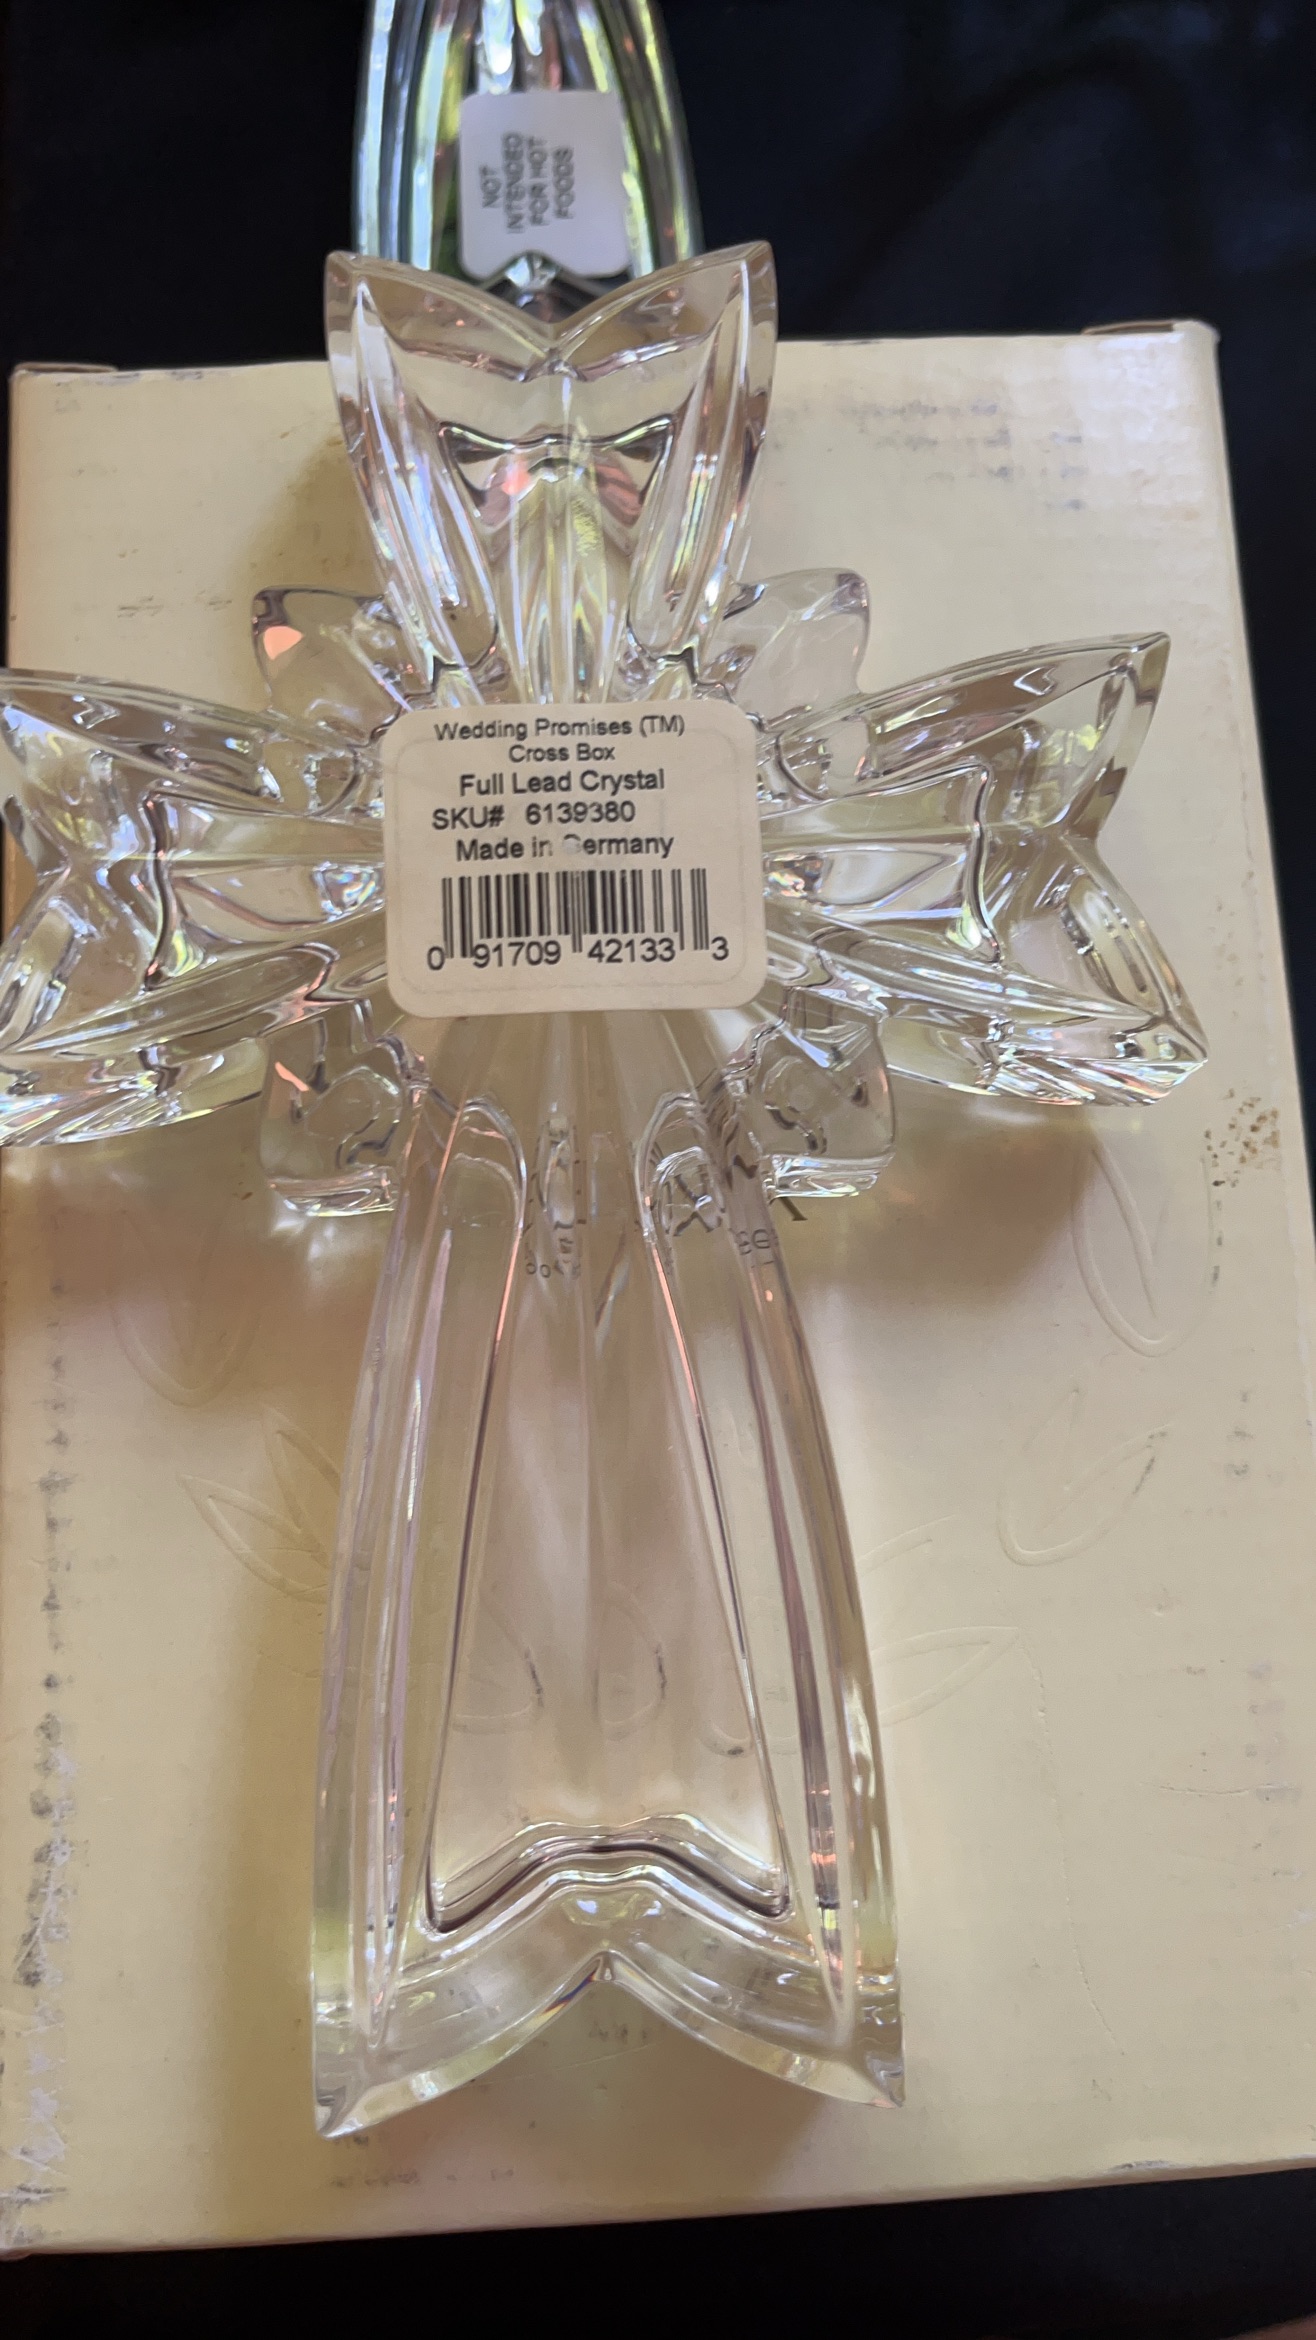 NOT
INTENDED
FOR HOT
FOODS
Wedding Promises (TM)
Cross Box
Full Lead Crystal
SKU# 6139380
Made in Germany
0 91709 42133 3